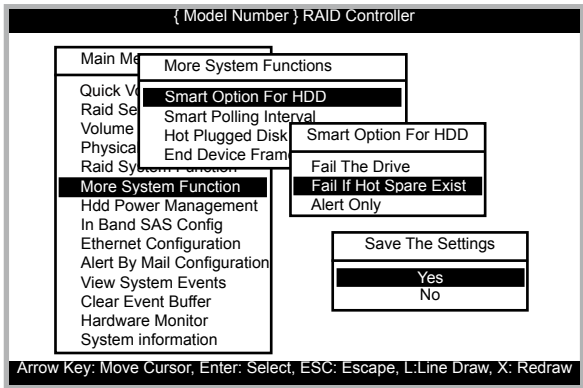 { Model Number } RAID Controller
Main Me
Quick Vo
Raid Se
Volume
Physica
Raid System Function
More System Function
Hdd Power Management
In Band SAS Config
Ethernet Configuration
Alert By Mail Configuration
View System Events
Clear Event Buffer
Hardware Monitor
System information
More System Functions
Smart Option For HDD
Smart Polling Interval
Hot Plugged Disk
End Device Fram
Smart Option For HDD
Fail The Drive
Fail If Hot Spare Exist
Alert Only
Save The Settings
Yes
No
Arrow Key: Move Cursor, Enter: Select, ESC: Escape, L:Line Draw, X: Redraw